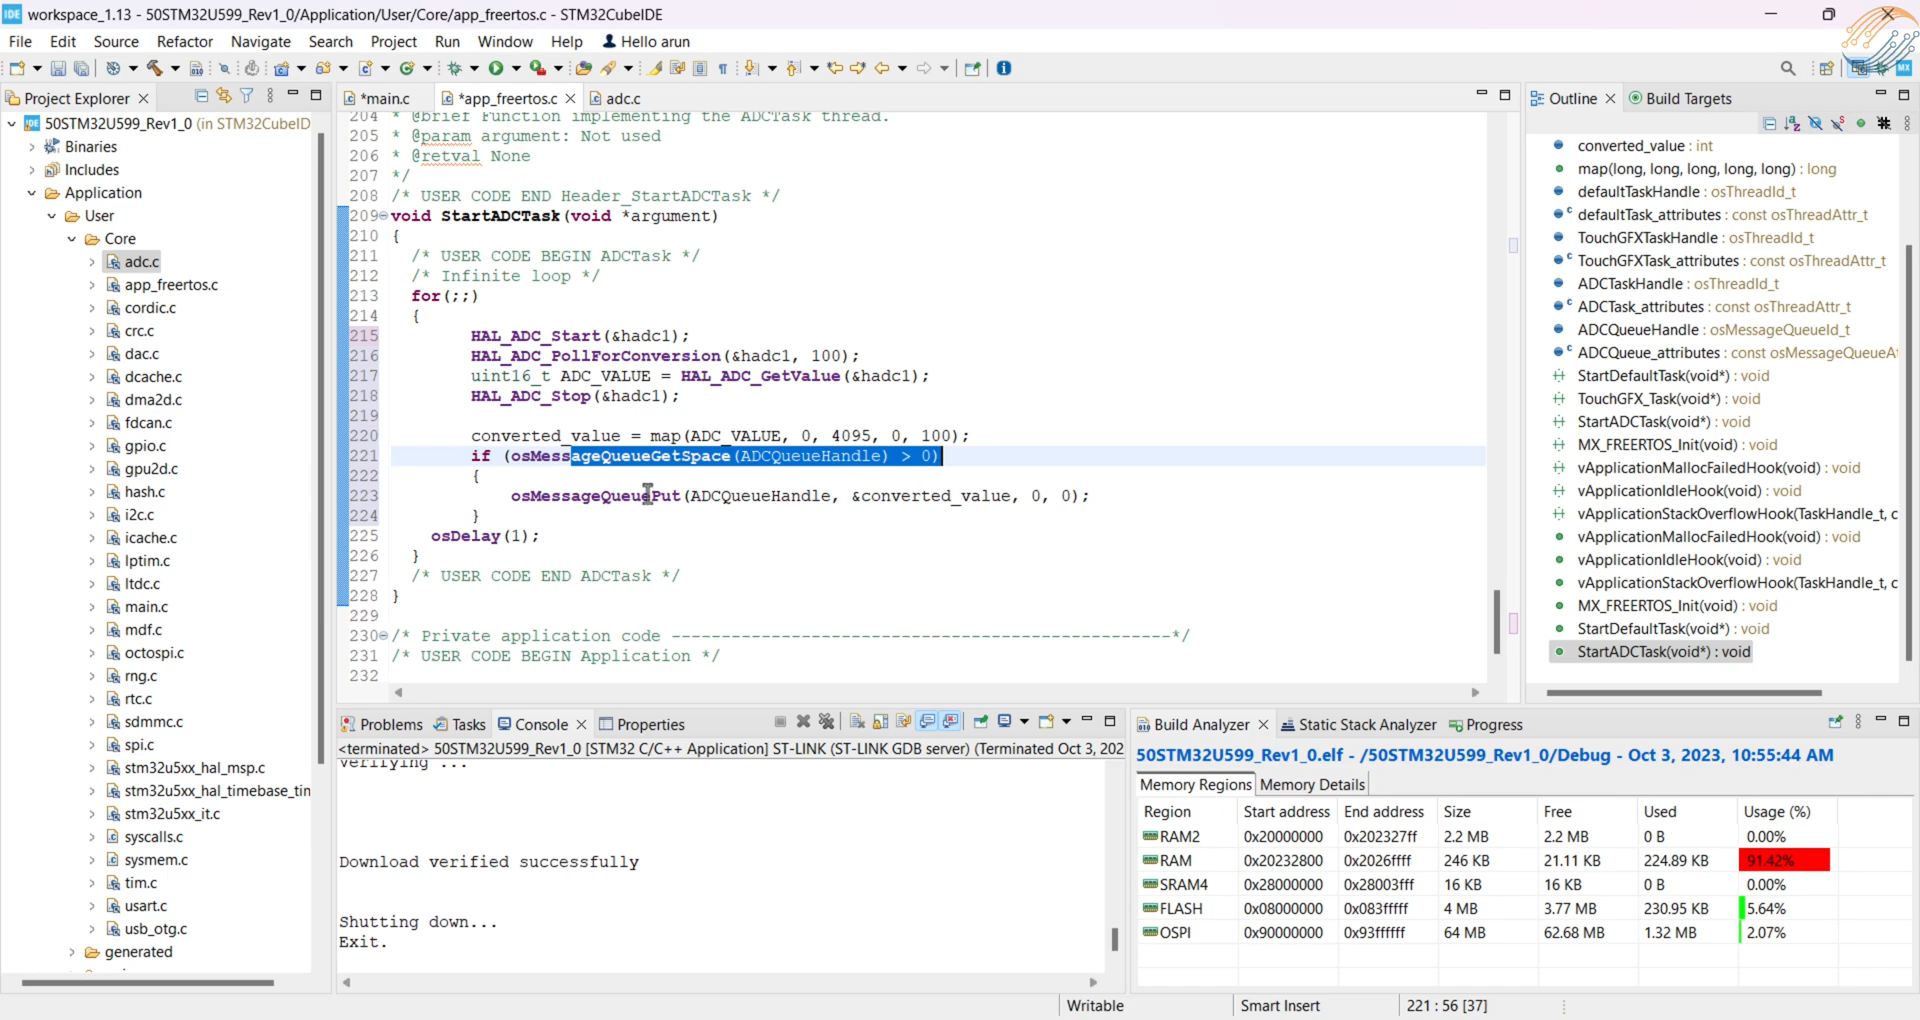 workspace_1.13 - 50STM32U599_Rev1_0/Application/User/Core/app_freertos.c - STM32CubeIDE
File Edit Source Refactor Navigate Search Project Run Window Help Hello arun
Project Explorer
50STM32U599_Rev1_0 (in STM32CubeID
Binaries
Includes
Application
User
Core
adc.c
app_freertos.c
cordic.c
crc.c
dac.c
dcache.c
dma2d.c
fdcan.c
gpio.c
gpu2d.c
hash.c
i2c.c
icache.c
lptim.c
ltdc.c
main.c
mdf.c
octospi.c
rng.c
rtc.c
sdmmc.c
spi.c
stm32u5xx_hal_msp.c
stm32u5xx_hal_timebase_tin
stm32u5xx_it.c
syscalls.c
sysmem.c
tim.c
usart.c
usb_otg.c
generated
*main.c *app_freertos.c adc.c
204 * @brief Function implementing the ADCTask thread.
205 * @param argument: Not used
206 * @retval None
207 */
208 /* USER CODE END Header_StartADCTask */
209 void StartADCTask(void *argument)
210 {
211 /* USER CODE BEGIN ADCTask */
212 /* Infinite loop */
213 for(;;)
214 {
215 HAL_ADC_Start(&hadc1);
216 HAL_ADC_PollForConversion(&hadc1, 100);
217 uint16_t ADC_VALUE = HAL_ADC_GetValue(&hadc1);
218 HAL_ADC_Stop(&hadc1);
219
220 converted_value = map(ADC_VALUE, 0, 4095, 0, 100);
221 if (osMessageQueueGetSpace(ADCQueueHandle) > 0)
222 {
223 osMessageQueuePut(ADCQueueHandle, &converted_value, 0, 0);
224 }
225 osDelay(1);
226 }
227 /* USER CODE END ADCTask */
228 }
229
230 /* Private application code --------------------------------------------------*/
231 /* USER CODE BEGIN Application */
232
Outline Build Targets
converted_value : int
map(long, long, long, long, long) : long
defaultTaskHandle : osThreadId_t
defaultTask_attributes : const osThreadAttr_t
TouchGFXTaskHandle : osThreadId_t
TouchGFXTask_attributes : const osThreadAttr_t
ADCTaskHandle : osThreadId_t
ADCTask_attributes : const osThreadAttr_t
ADCQueueHandle : osMessageQueueId_t
ADCQueue_attributes : const osMessageQueueA
StartDefaultTask(void*) : void
TouchGFX_Task(void*) : void
StartADCTask(void*) : void
MX_FREERTOS_Init(void) : void
vApplicationMallocFailedHook(void) : void
vApplicationIdleHook(void) : void
vApplicationStackOverflowHook(TaskHandle_t, c
vApplicationMallocFailedHook(void) : void
vApplicationIdleHook(void) : void
vApplicationStackOverflowHook(TaskHandle_t, c
MX_FREERTOS_Init(void) : void
StartDefaultTask(void*) : void
StartADCTask(void*) : void
Problems Tasks Console Properties
<terminated> 50STM32U599_Rev1_0 [STM32 C/C++ Application] ST-LINK (ST-LINK GDB server) (Terminated Oct 3, 202
Verifying ...
Download verified successfully
Shutting down...
Exit.
Build Analyzer Static Stack Analyzer Progress
50STM32U599_Rev1_0.elf - /50STM32U599_Rev1_0/Debug - Oct 3, 2023, 10:55:44 AM
Memory Regions Memory Details
Region Start address End address Size Free Used Usage (%)
RAM2 0x20000000 0x202327ff 2.2 MB 2.2 MB 0 B 0.00%
RAM 0x20232800 0x2026ffff 246 KB 21.11 KB 224.89 KB 91.42%
SRAM4 0x28000000 0x28003fff 16 KB 16 KB 0 B 0.00%
FLASH 0x08000000 0x083fffff 4 MB 3.77 MB 230.95 KB 5.64%
OSPI 0x90000000 0x93ffffff 64 MB 62.68 MB 1.32 MB 2.07%
Writable Smart Insert 221 : 56 [37]